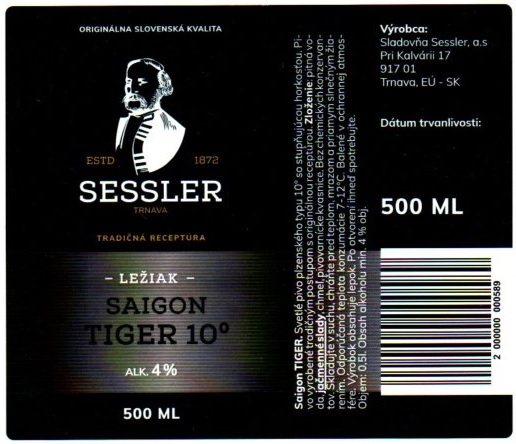 ORIGINÁLNA SLOVENSKÁ KVALITA
ESTD 1872
SESSLER
TRNAVA
TRADIČNÁ RECEPTÚRA
– LEŽIAK –
SAIGON
TIGER 10°
ALK. 4%
500 ML
Saigon TIGER. Svetlé pivo plzenského typu 10° so stupňujúcou horkosťou. Pi-
vo vyrobené tradičným postupom s originálnou receptúrou. Zloženie: pitná vo-
da, jačmenné slady, chmel, pivovarnícke kvasnice. Bez chemických konzervan-
tov. Skladujte v suchu, chráňte pred teplom, mrazom a priamym slnečným žia-
rením. Odporúčaná teplota konzumácie 7-12°C. Balené v ochrannej atmos-
fére. Výrobok obsahuje lepok. Po otvorení ihneď spotrebujte.
Objem: 0,5l. Obsah alkoholu min. 4 % obj.
Výrobca:
Sladovňa Sessler, a.s
Pri Kalvárii 17
917 01
Trnava, EÚ - SK
Dátum trvanlivosti:
500 ML
2 000000 000589